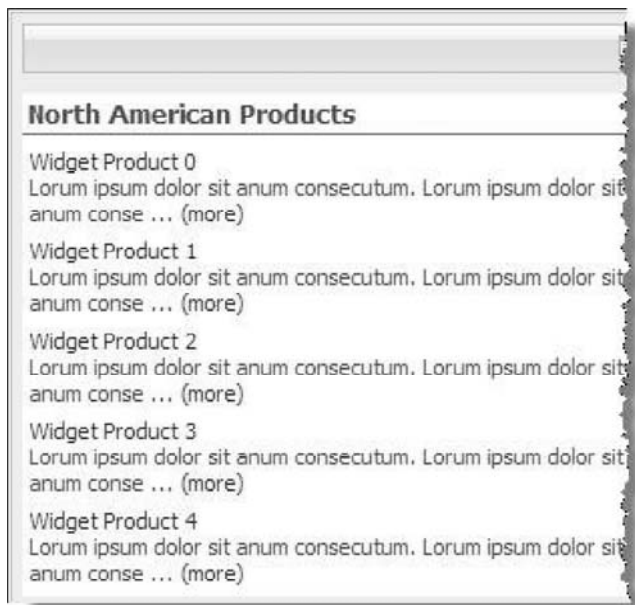 North American Products
Widget Product 0
Lorum ipsum dolor sit anum consecutum. Lorum ipsum dolor sit
anum conse ... (more)
Widget Product 1
Lorum ipsum dolor sit anum consecutum. Lorum ipsum dolor sit
anum conse ... (more)
Widget Product 2
Lorum ipsum dolor sit anum consecutum. Lorum ipsum dolor sit
anum conse ... (more)
Widget Product 3
Lorum ipsum dolor sit anum consecutum. Lorum ipsum dolor sit
anum conse ... (more)
Widget Product 4
Lorum ipsum dolor sit anum consecutum. Lorum ipsum dolor sit
anum conse ... (more)